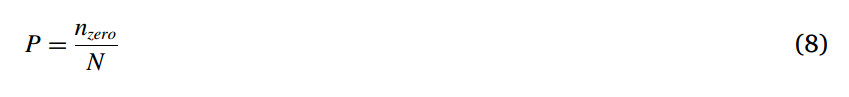 P = n_zero / N (8)